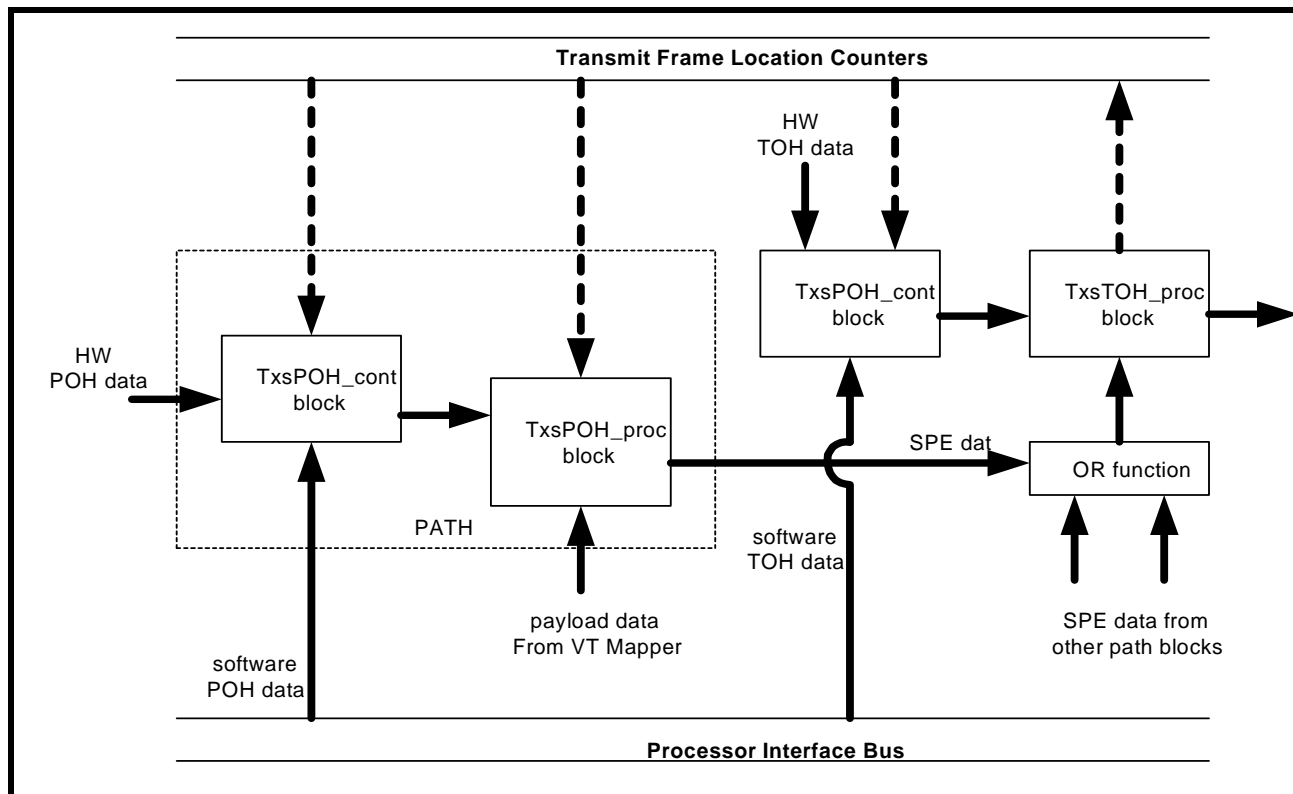 Transmit Frame Location Counters
HW
TOH data
TxsPOH_cont
block
TxsTOH_proc
block
HW
POH data
TxsPOH_cont
block
TxsPOH_proc
block
SPE dat
OR function
PATH
software
TOH data
payload data
From VT Mapper
SPE data from
other path blocks
software
POH data
Processor Interface Bus